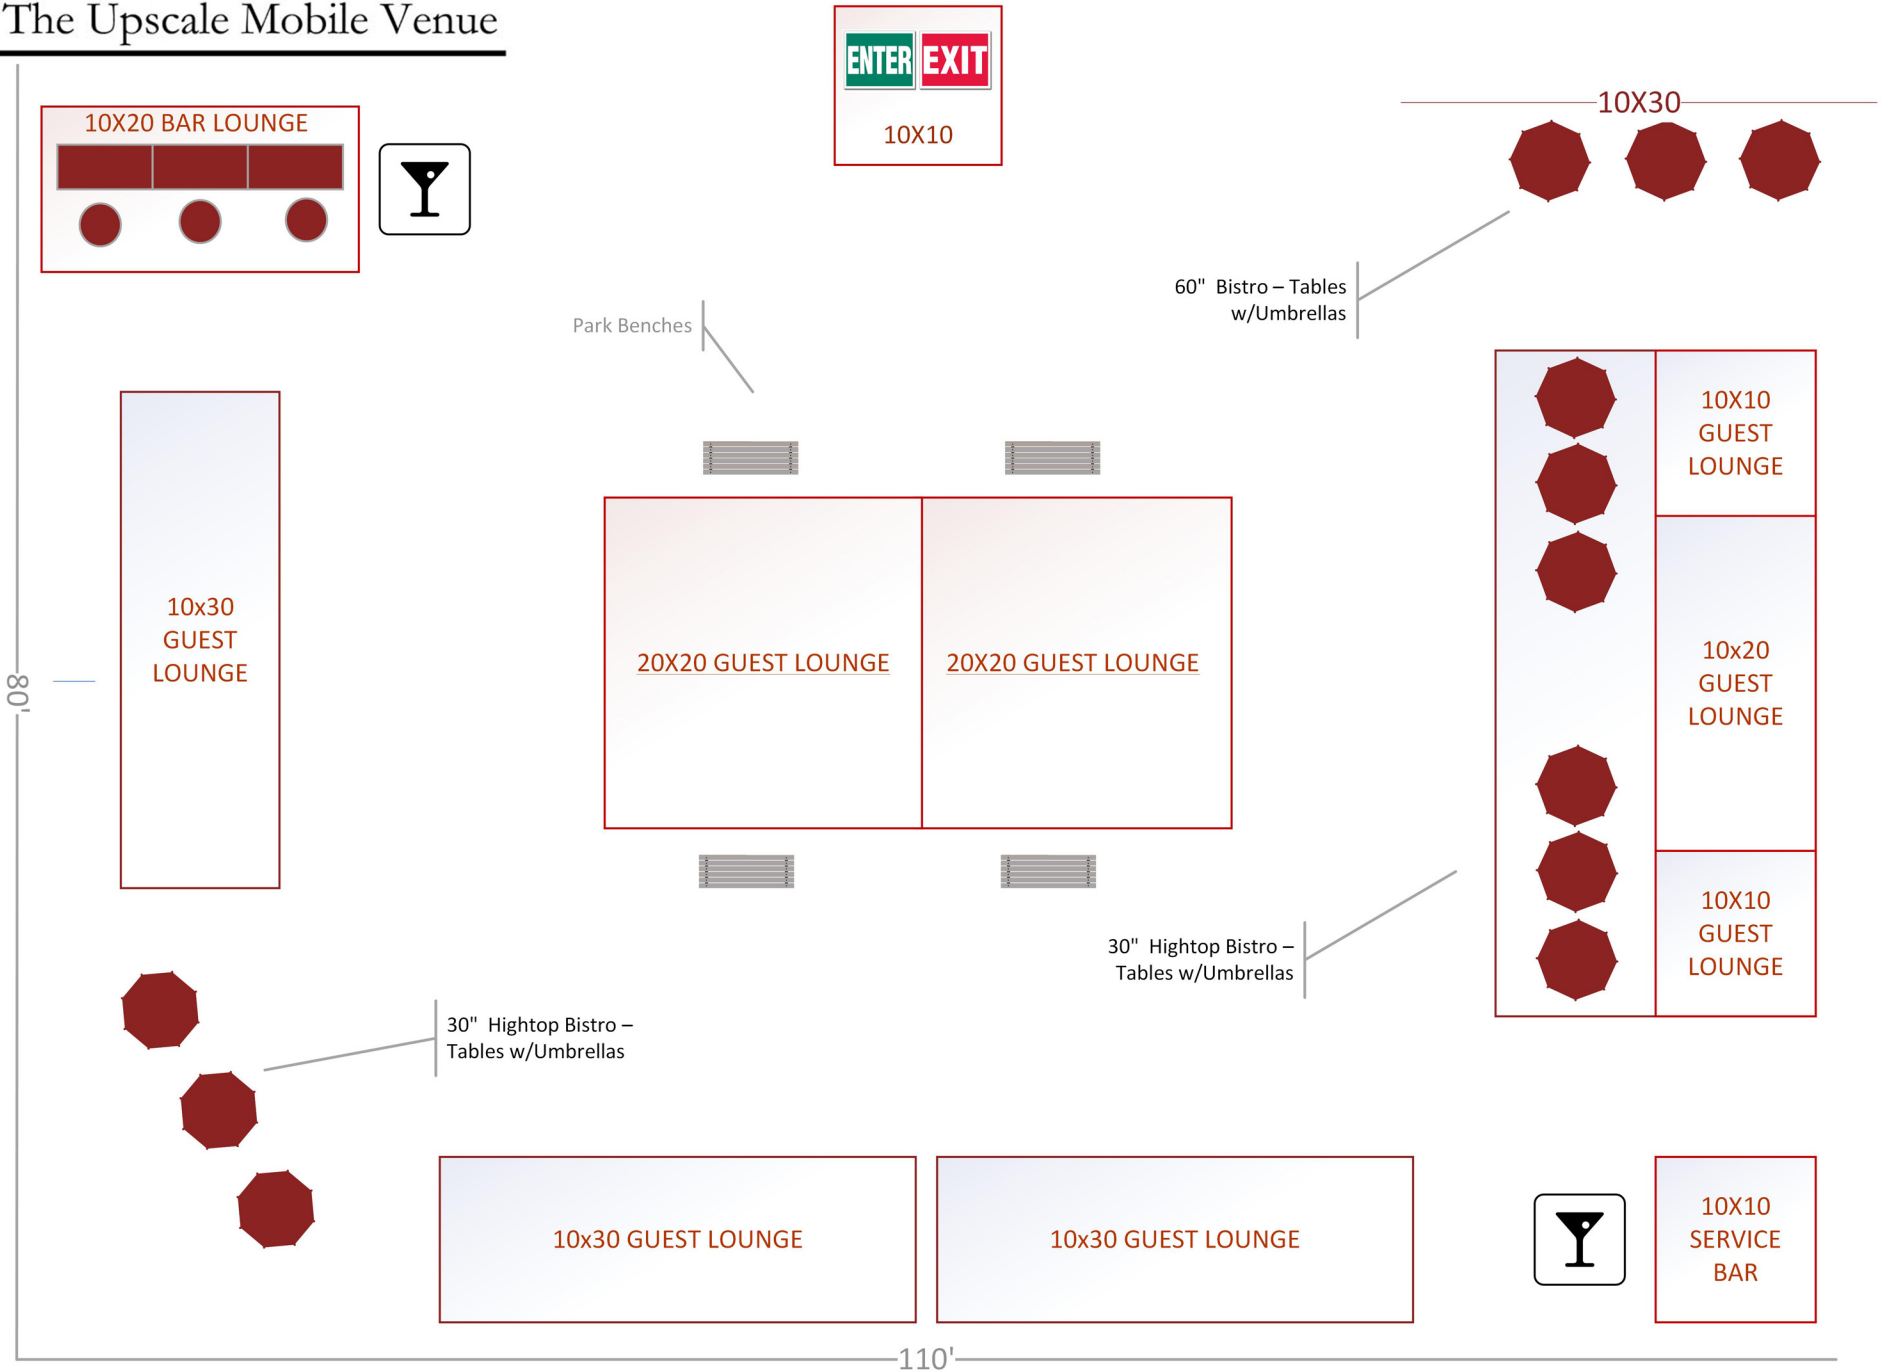 The Upscale Mobile Venue
ENTER EXIT
10X10
10X20 BAR LOUNGE
10X30
60" Bistro – Tables
w/Umbrellas
Park Benches
10X10
GUEST
LOUNGE
10x30
GUEST
LOUNGE
20X20 GUEST LOUNGE
20X20 GUEST LOUNGE
10x20
GUEST
LOUNGE
80'
10X10
GUEST
LOUNGE
30" Hightop Bistro –
Tables w/Umbrellas
30" Hightop Bistro –
Tables w/Umbrellas
10x30 GUEST LOUNGE
10x30 GUEST LOUNGE
10X10
SERVICE
BAR
110'